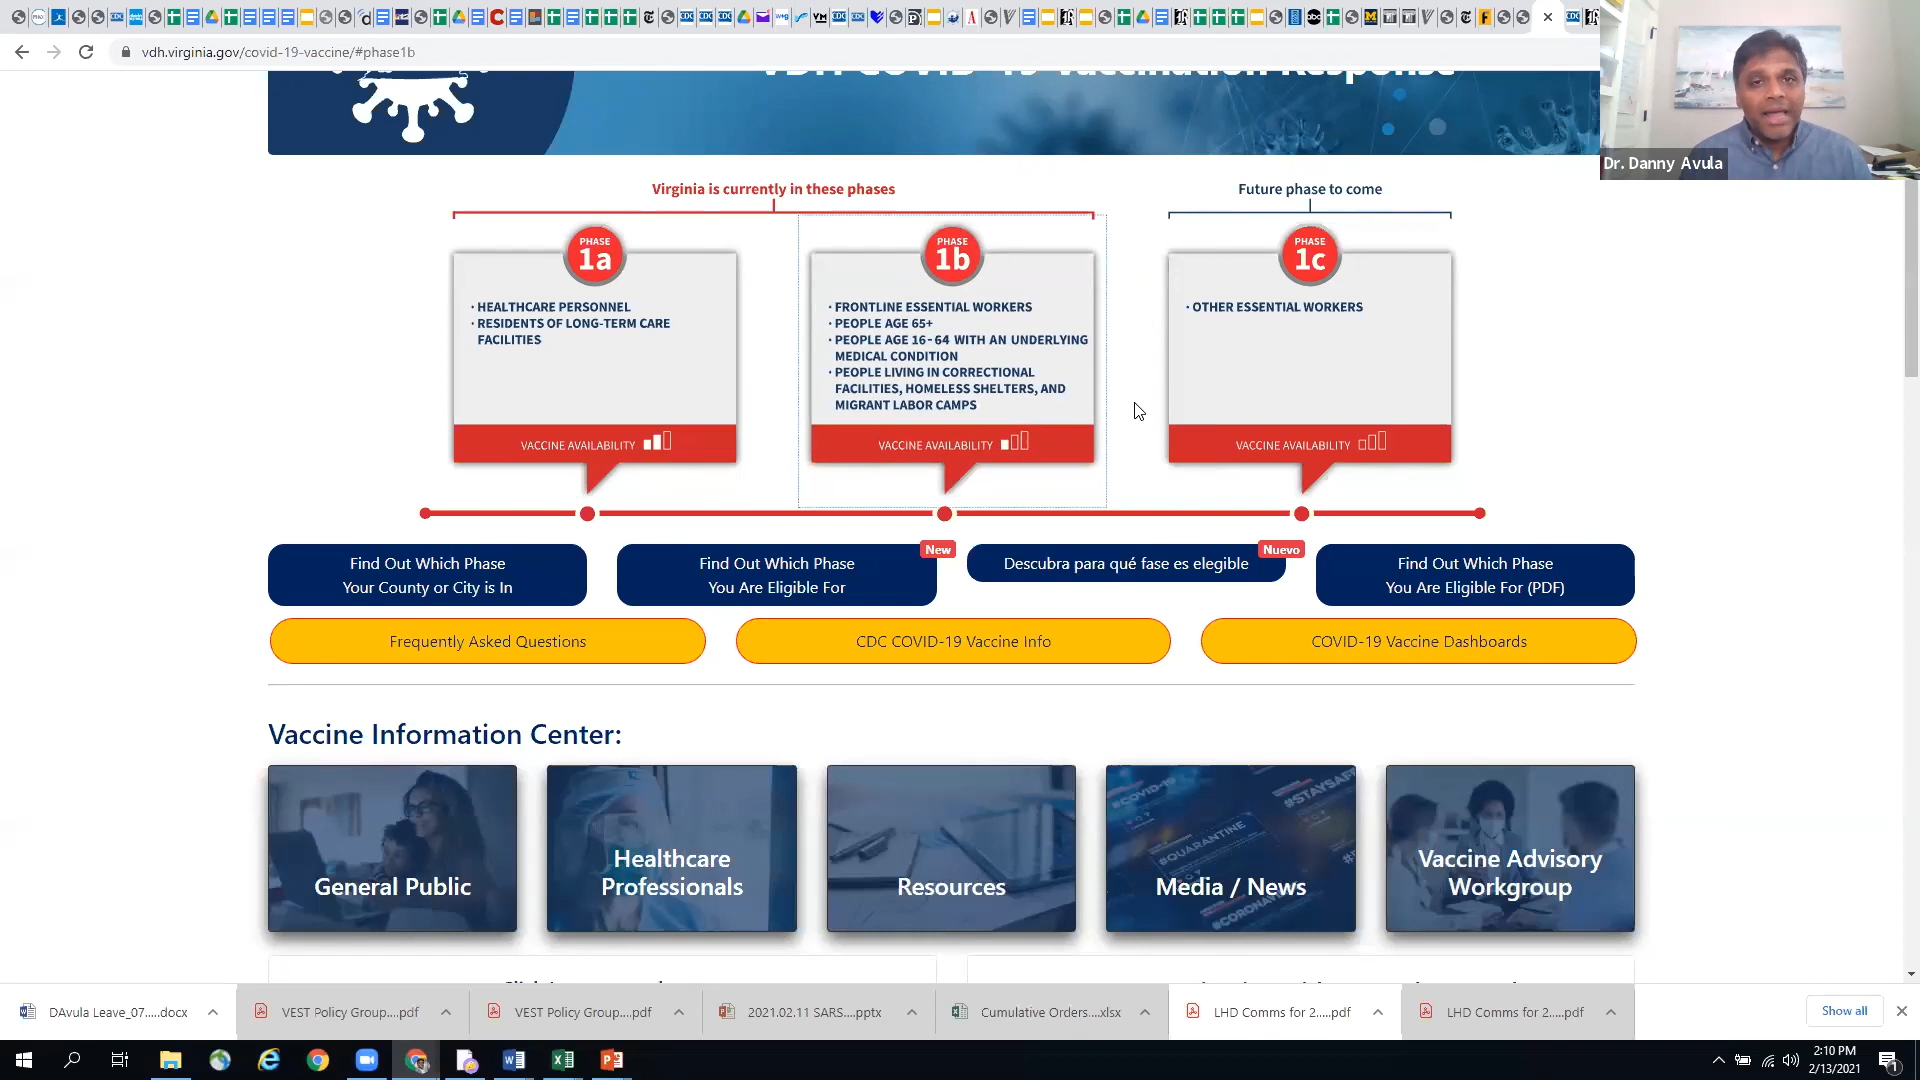 vdh.virginia.gov/covid-19-vaccine/#phase1b
VDH COVID-19 Vaccination Response
Dr. Danny Avula
Virginia is currently in these phases
Future phase to come
PHASE
1a
· HEALTHCARE PERSONNEL
· RESIDENTS OF LONG-TERM CARE
FACILITIES
VACCINE AVAILABILITY
PHASE
1b
· FRONTLINE ESSENTIAL WORKERS
· PEOPLE AGE 65+
· PEOPLE AGE 16-64 WITH AN UNDERLYING
MEDICAL CONDITION
· PEOPLE LIVING IN CORRECTIONAL
FACILITIES, HOMELESS SHELTERS, AND
MIGRANT LABOR CAMPS
VACCINE AVAILABILITY
PHASE
1c
· OTHER ESSENTIAL WORKERS
VACCINE AVAILABILITY
Find Out Which Phase
Your County or City is In
New
Find Out Which Phase
You Are Eligible For
Nuevo
Descubra para qué fase es elegible
Find Out Which Phase
You Are Eligible For (PDF)
Frequently Asked Questions
CDC COVID-19 Vaccine Info
COVID-19 Vaccine Dashboards
Vaccine Information Center:
General Public
Healthcare
Professionals
Resources
#QUARANTINE
Media / News
Vaccine Advisory
Workgroup
DAvula Leave_07.....docx
VEST Policy Group....pdf
VEST Policy Group....pdf
2021.02.11 SARS....pptx
Cumulative Orders....xlsx
LHD Comms for 2.....pdf
LHD Comms for 2.....pdf
Show all
2:10 PM
2/13/2021